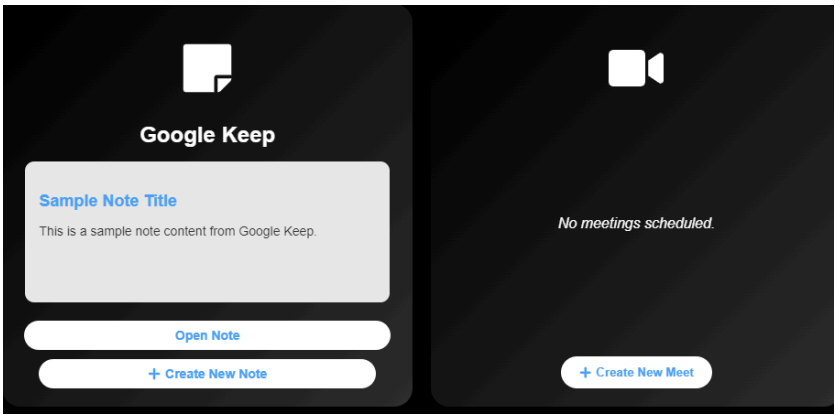 Google Keep
Sample Note Title
This is a sample note content from Google Keep.
Open Note
+ Create New Note
No meetings scheduled.
+ Create New Meet